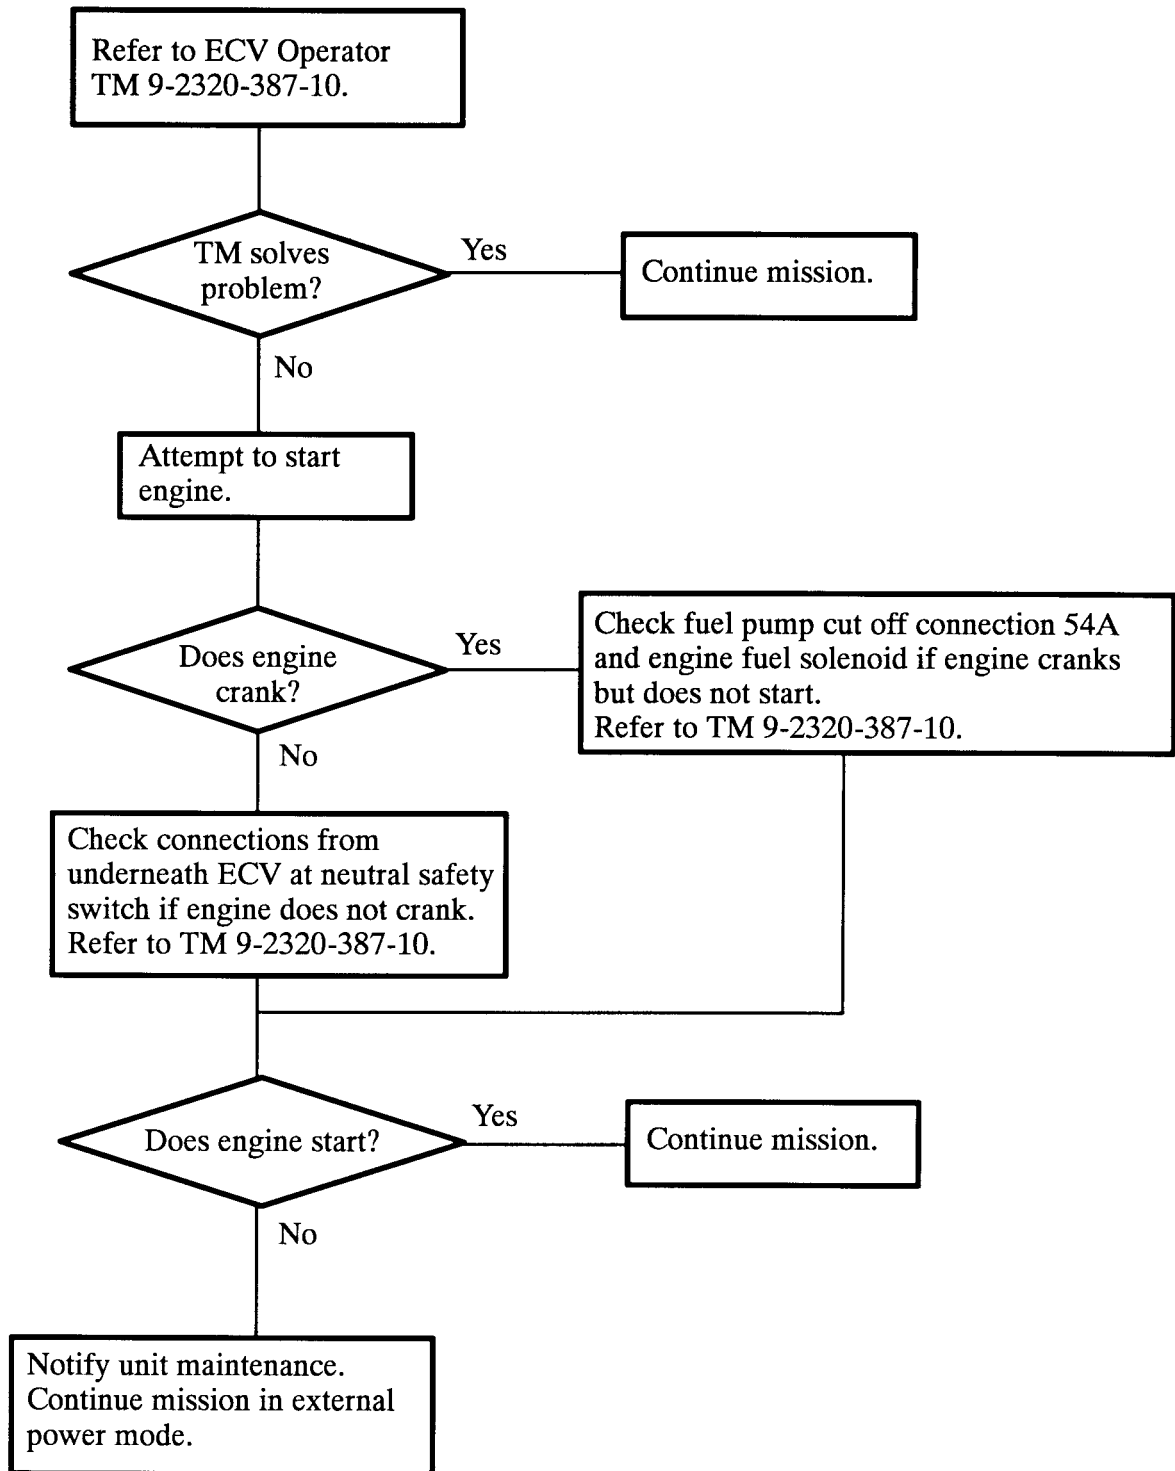 Refer to ECV Operator
TM 9-2320-387-10.
TM solves
problem?
Yes
Continue mission.
No
Attempt to start
engine.
Does engine
crank?
Yes
Check fuel pump cut off connection 54A
and engine fuel solenoid if engine cranks
but does not start.
Refer to TM 9-2320-387-10.
No
Check connections from
underneath ECV at neutral safety
switch if engine does not crank.
Refer to TM 9-2320-387-10.
Does engine start?
Yes
Continue mission.
No
Notify unit maintenance.
Continue mission in external
power mode.